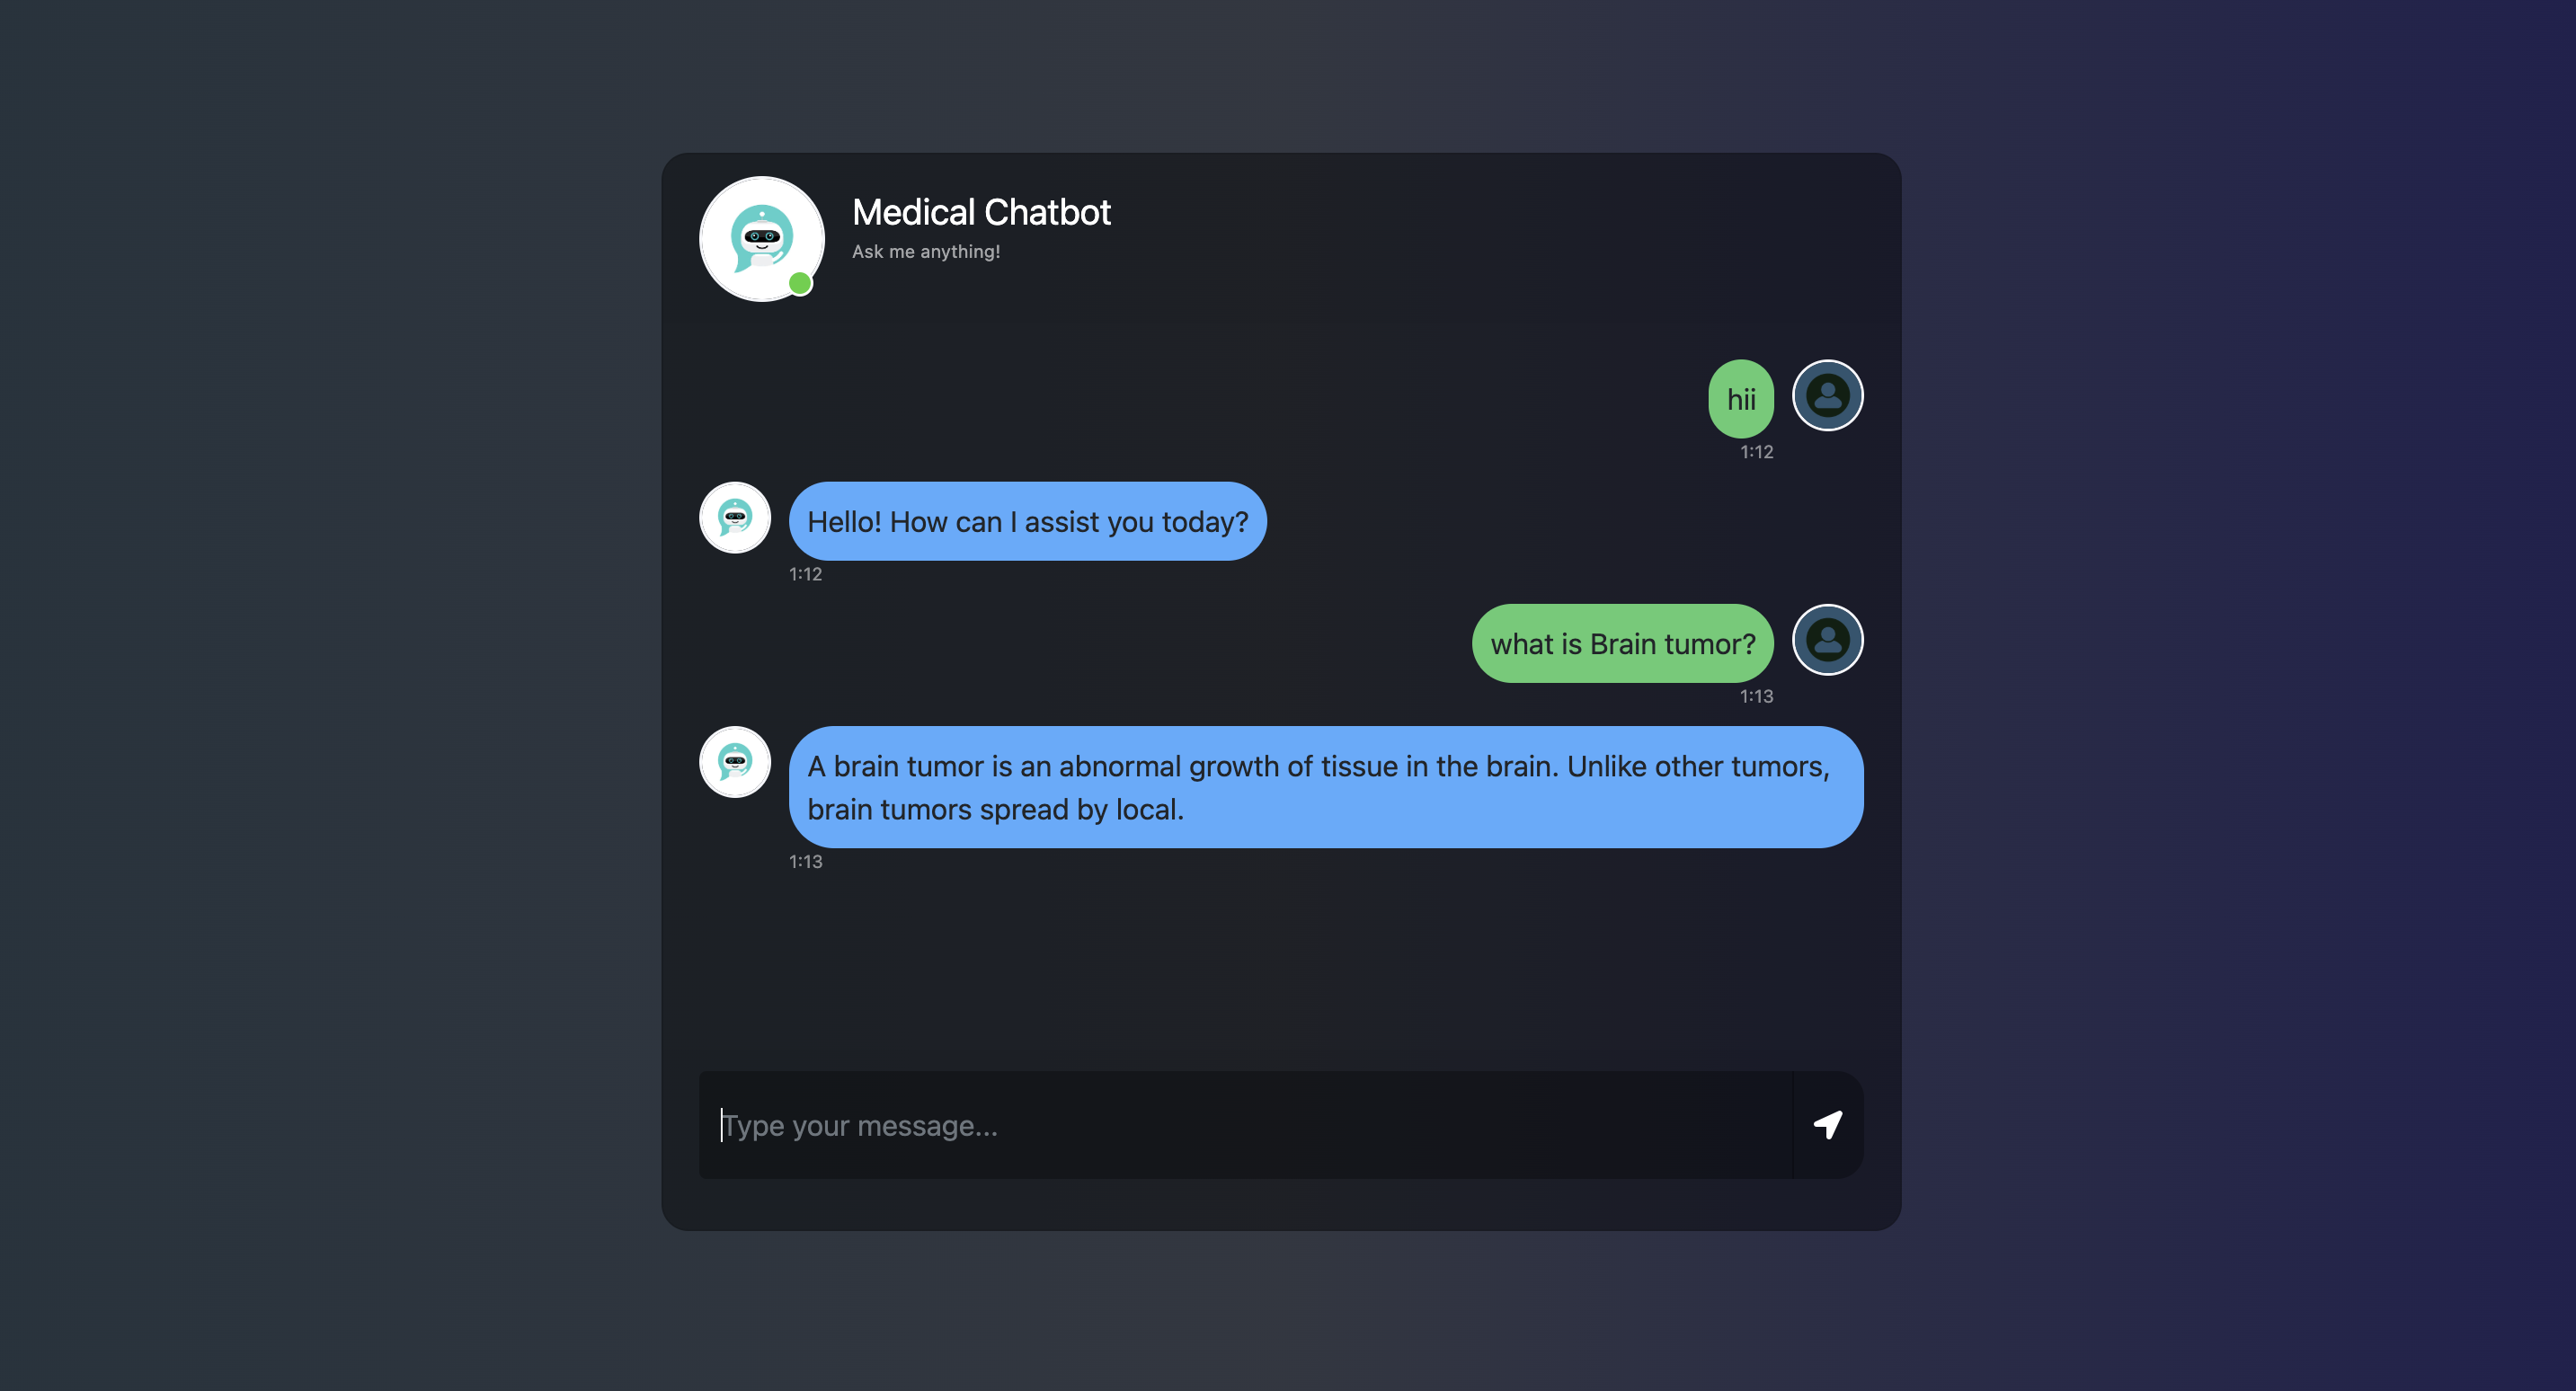 Medical Chatbot
Ask me anything!
hii
1:12
Hello! How can I assist you today?
1:12
what is Brain tumor?
1:13
A brain tumor is an abnormal growth of tissue in the brain. Unlike other tumors,
brain tumors spread by local.
1:13
Type your message...